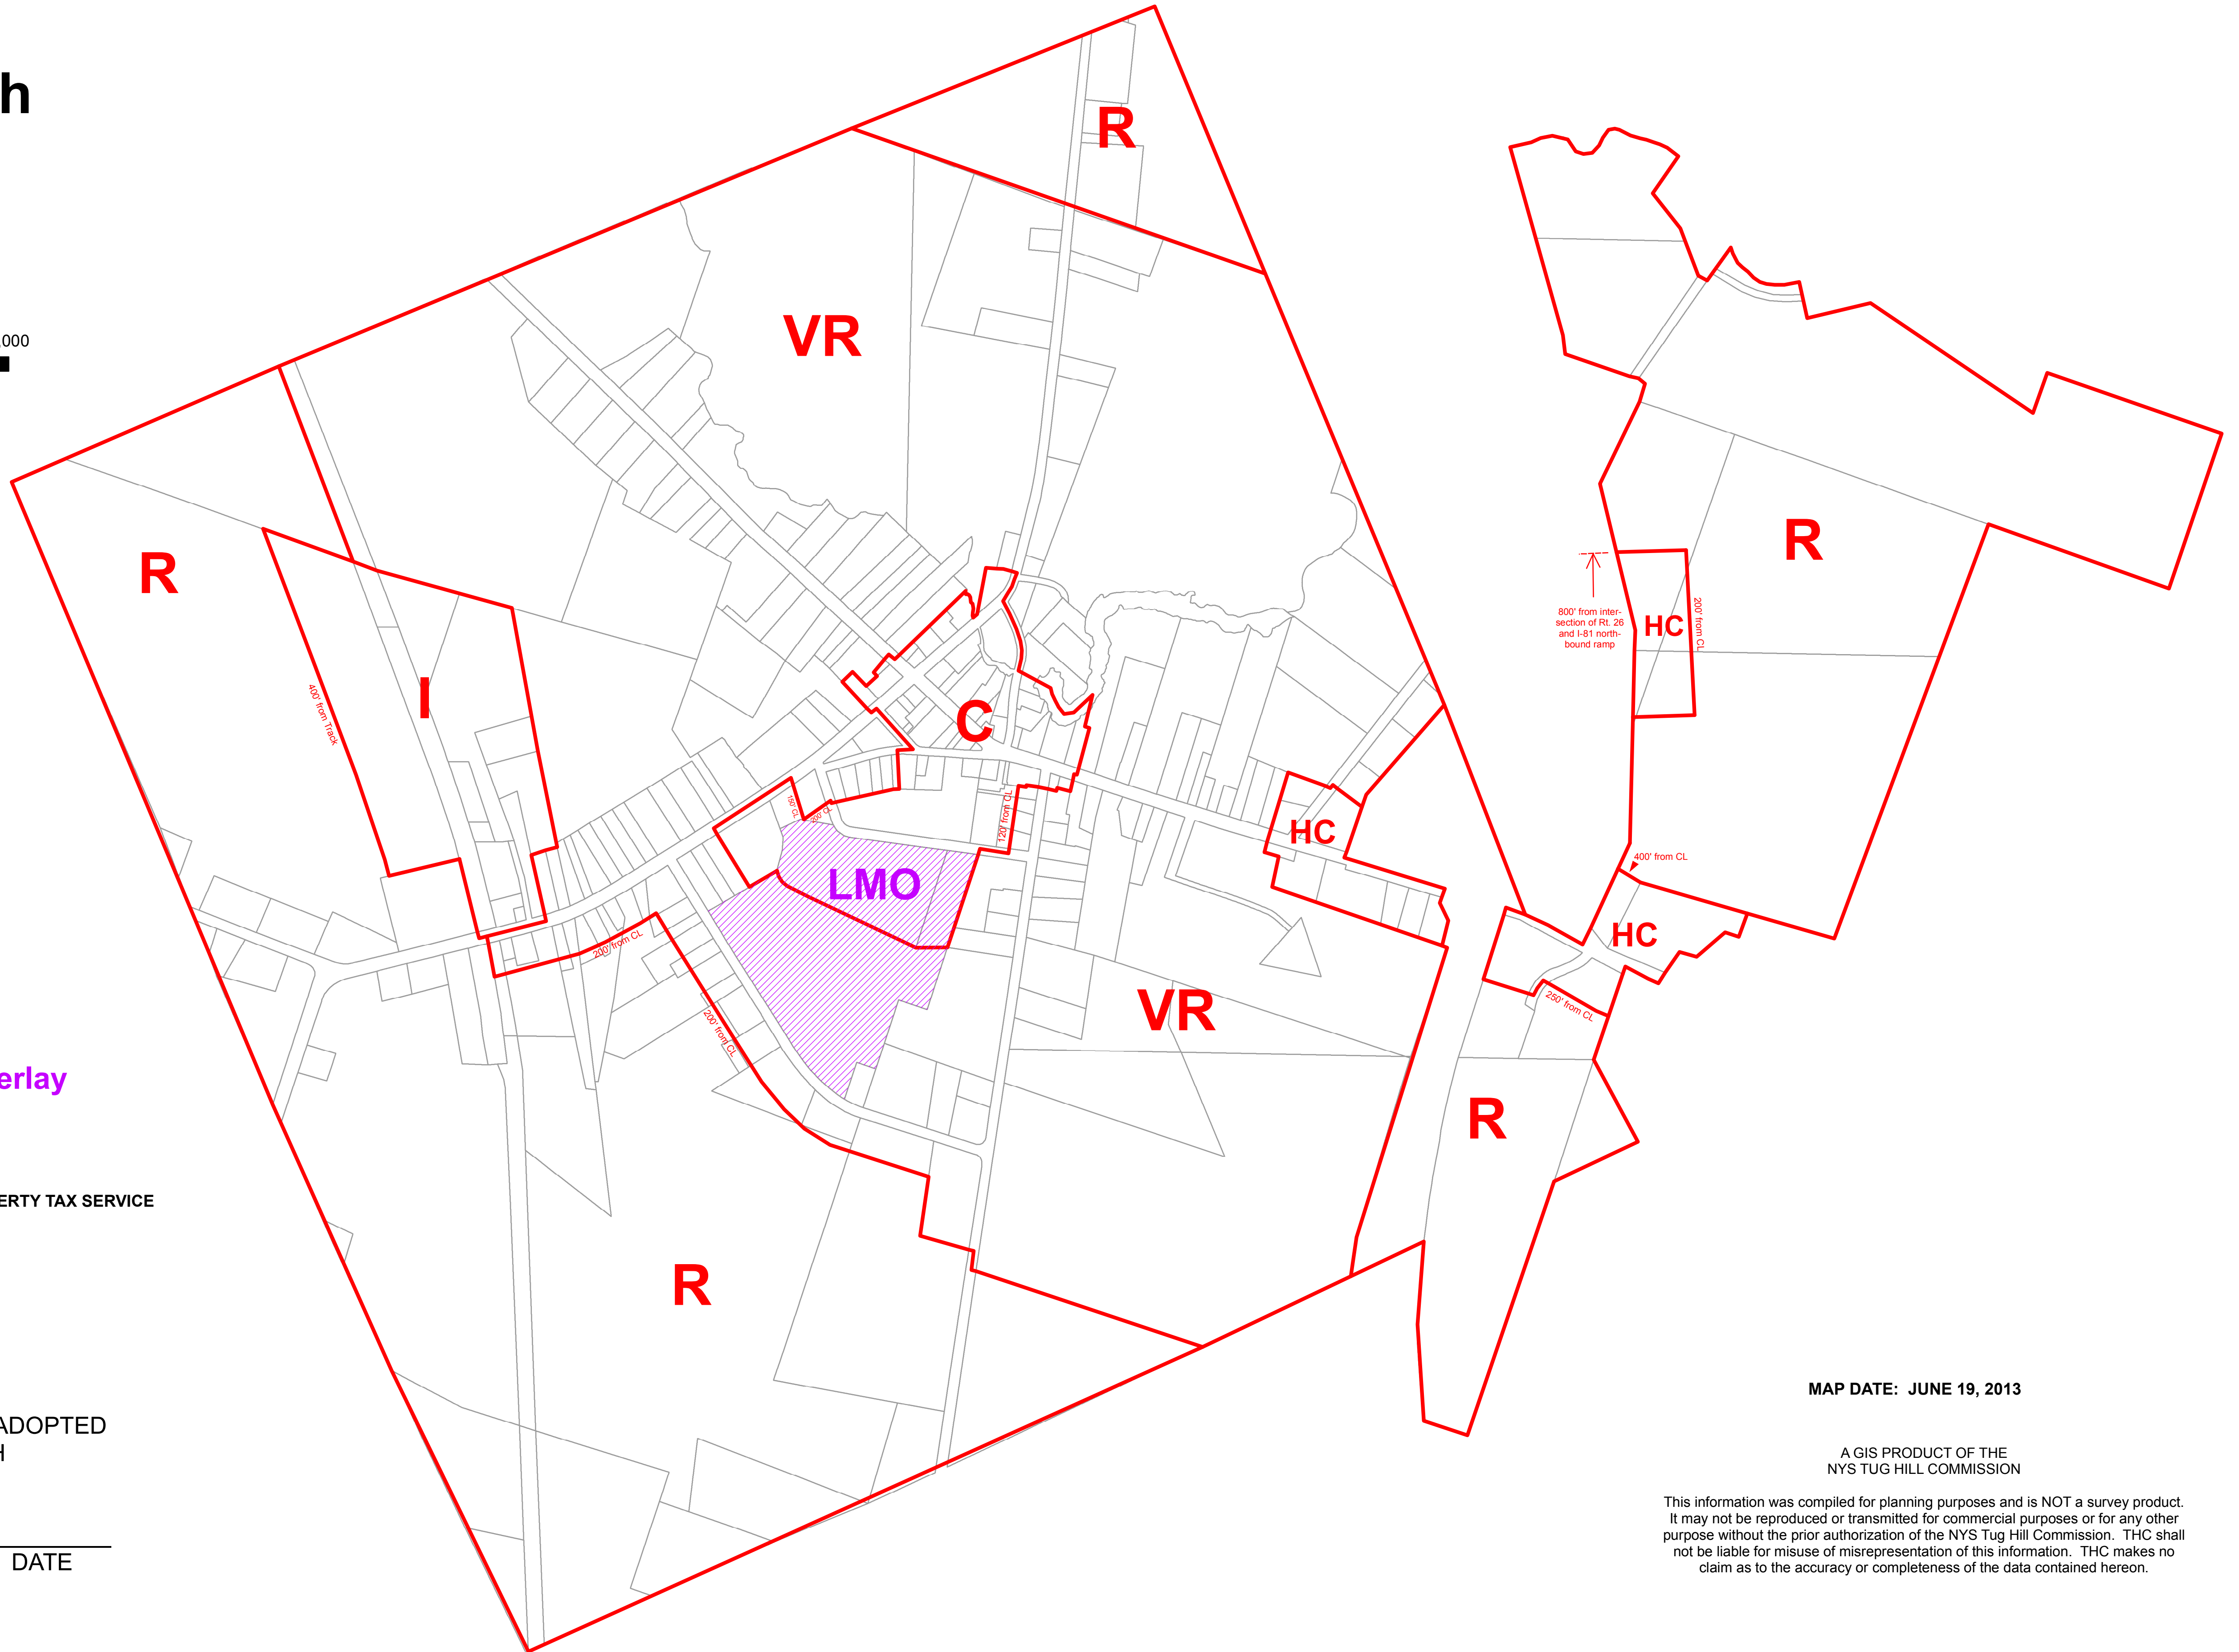 h
,000
R
VR
R
R
800' from inter-
section of Rt. 26
and I-81 north-
bound ramp
HC
200' from CL
I
400' from Track
C
150' CL
200' CL
120' from CL
HC
LMO
400' from CL
HC
200' from CL
VR
250' from CL
200' from CL
erlay
R
ERTY TAX SERVICE
R
MAP DATE: JUNE 19, 2013
ADOPTED
H
A GIS PRODUCT OF THE
NYS TUG HILL COMMISSION
This information was compiled for planning purposes and is NOT a survey product.
It may not be reproduced or transmitted for commercial purposes or for any other
purpose without the prior authorization of the NYS Tug Hill Commission. THC shall
not be liable for misuse of misrepresentation of this information. THC makes no
claim as to the accuracy or completeness of the data contained hereon.
DATE